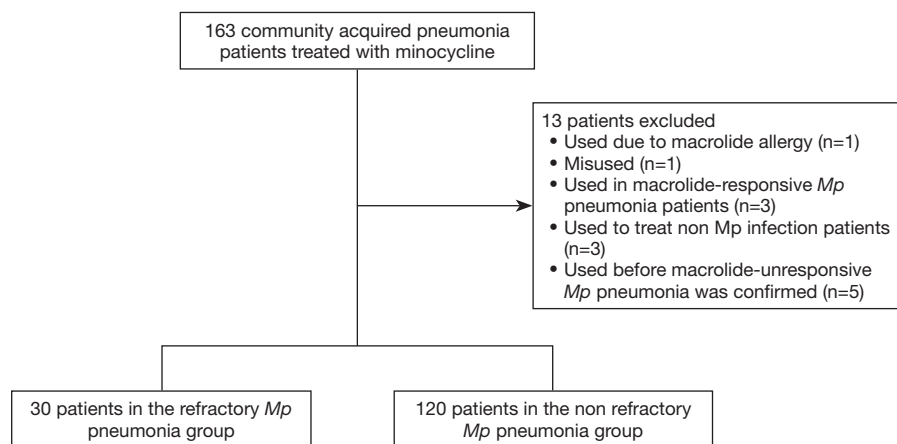 163 community acquired pneumonia
patients treated with minocycline
13 patients excluded
• Used due to macrolide allergy (n=1)
• Misused (n=1)
• Used in macrolide-responsive Mp
pneumonia patients (n=3)
• Used to treat non Mp infection patients
(n=3)
• Used before macrolide-unresponsive
Mp pneumonia was confirmed (n=5)
30 patients in the refractory Mp
pneumonia group
120 patients in the non refractory
Mp pneumonia group